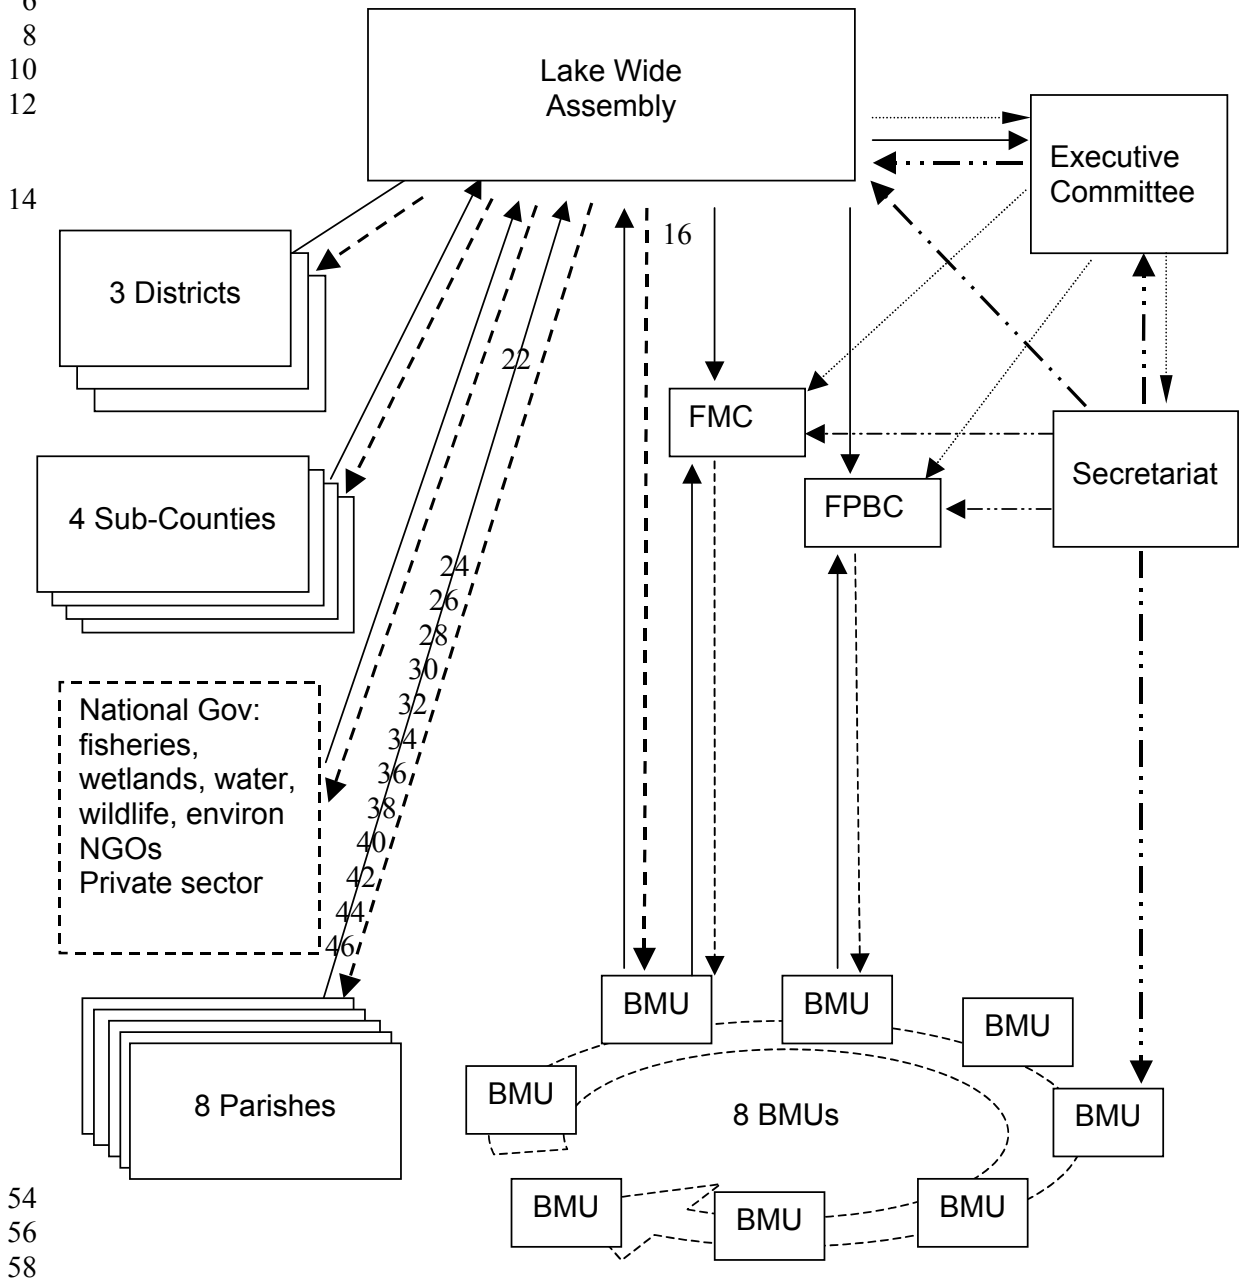 6
8
10
12
14
Lake Wide
Assembly
Executive
Committee
16
3 Districts
22
FMC
4 Sub-Counties
FPBC
Secretariat
24
26
28
30
32
34
36
38
40
42
44
46
National Gov:
fisheries,
wetlands, water,
wildlife, environ
NGOs
Private sector
BMU
BMU
BMU
BMU
BMU
8 Parishes
8 BMUs
BMU
BMU
BMU
54
56
58